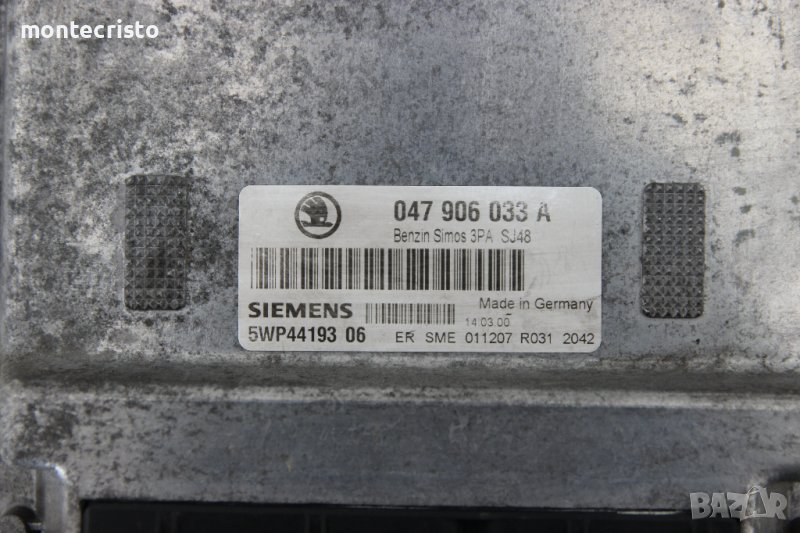 montecristo
047 906 033 A
Benzin Simos 3PA SJ48
SIEMENS
Made in Germany
14.03.00
5WP44193 06
ER SME 011207 R031 2042
BAZAR